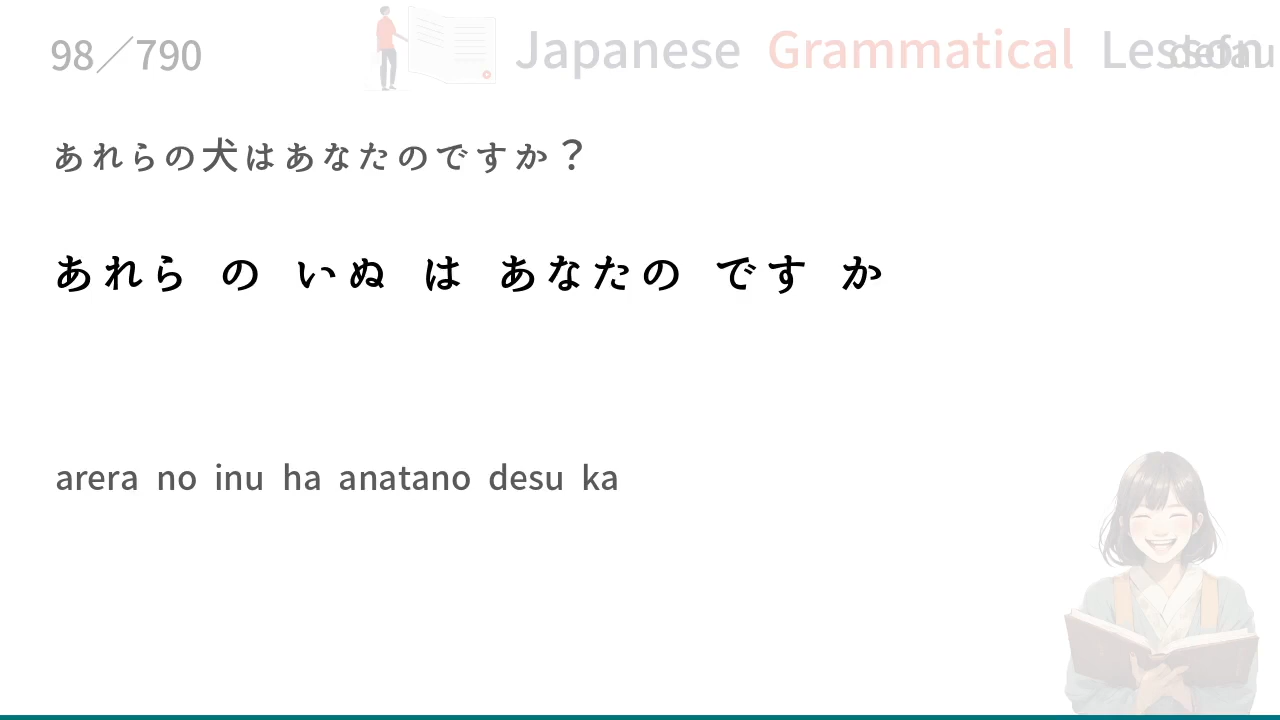 98／790
Japanese Grammatical Lesson
あれらの犬はあなたのですか？
あれら の いぬ は あなたの です か
arera no inu ha anatano desu ka